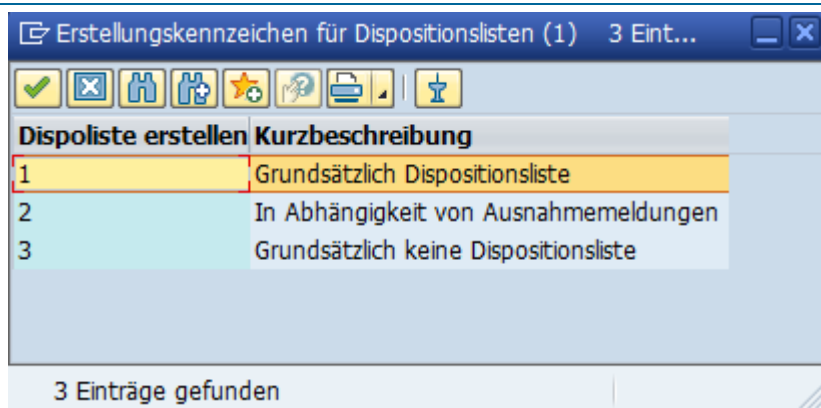 Erstellungskennzeichen für Dispositionslisten (1) 3 Eint...
Dispoliste erstellen Kurzbeschreibung
1 Grundsätzlich Dispositionsliste
2 In Abhängigkeit von Ausnahmemeldungen
3 Grundsätzlich keine Dispositionsliste
3 Einträge gefunden